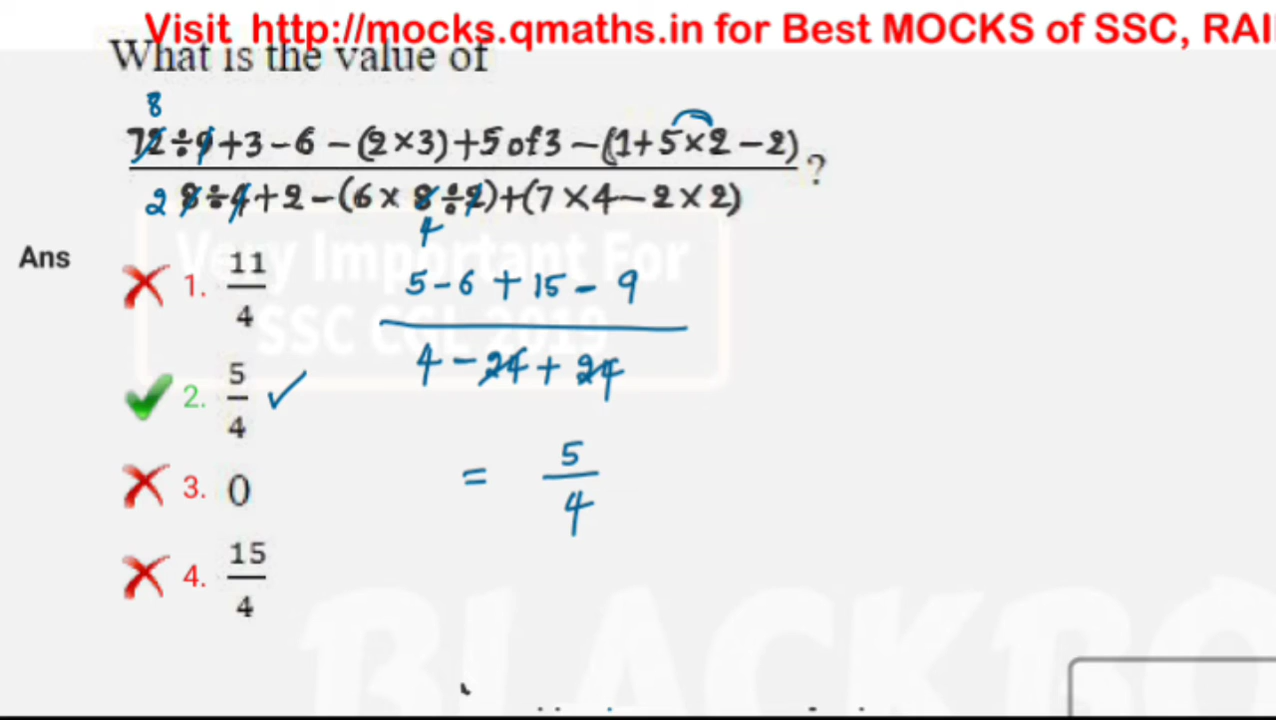 Visit http://mocks.qmaths.in for Best MOCKS of SSC, RAI
What is the value of
8
72÷9+3-6-(2×3)+5of3-(1+5×2-2)
?
8÷4+2-(6×8÷2)+(7×4-2×2)
2
4
Very Important For
SSC CGL 2019
Ans
1. 11/4
5-6+15-9
4-24+24
2. 5/4 ✓
= 5/4
3. 0
4. 15/4
BLACKBO